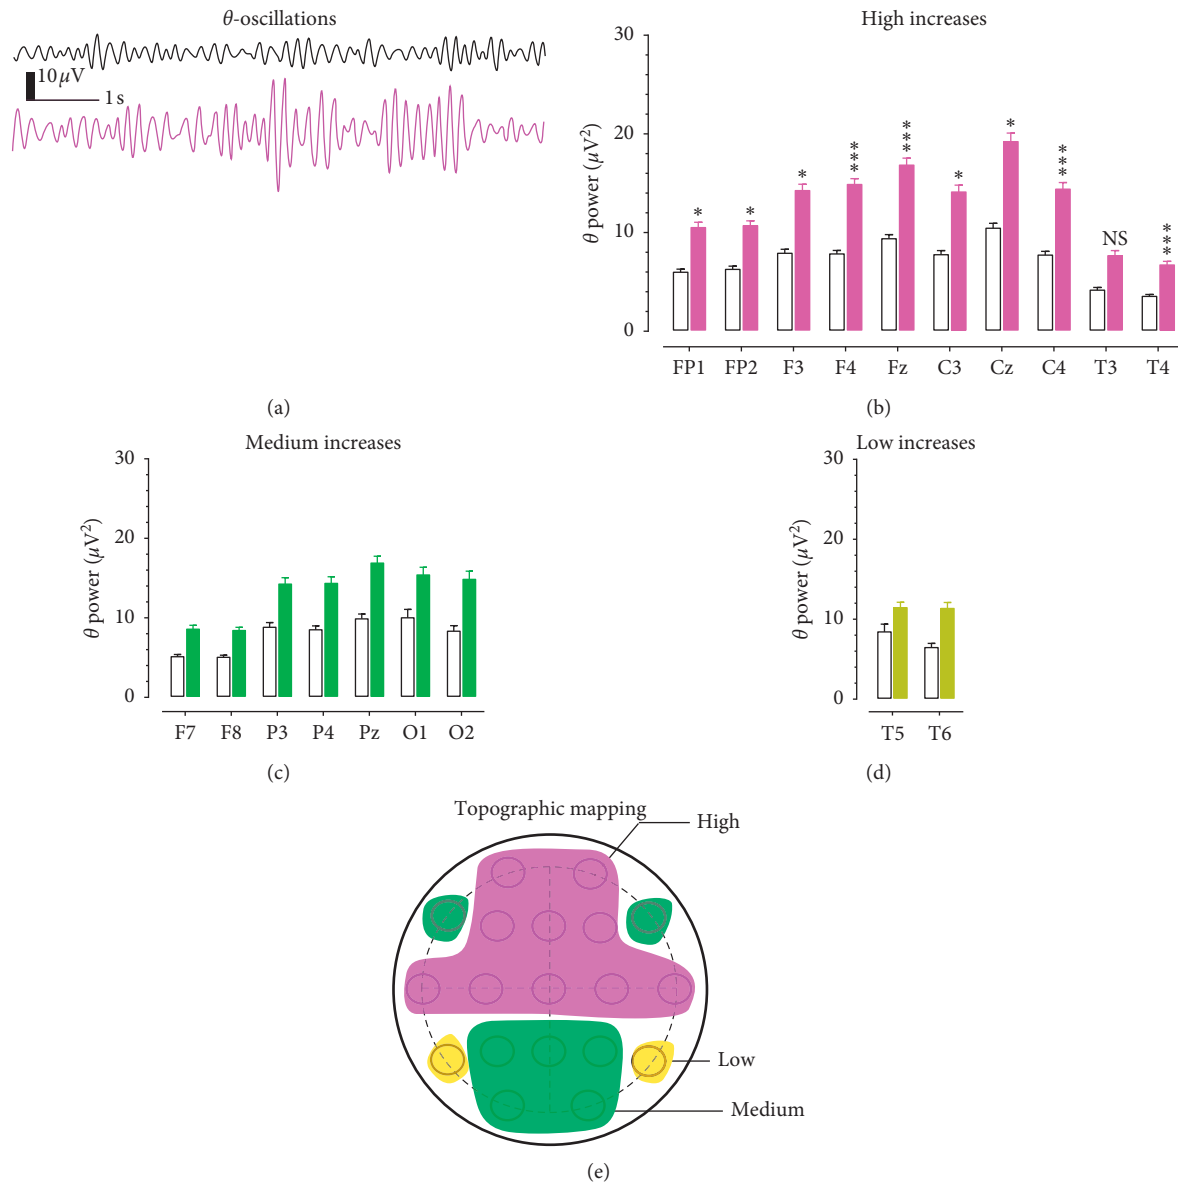 θ-oscillations
10 μV
1 s
(a)
High increases
θ power (μV²)
30
20
10
0
*
*
*
***
***
*
*
***
NS
***
FP1 FP2 F3 F4 Fz C3 Cz C4 T3 T4
(b)
Medium increases
θ power (μV²)
30
20
10
0
F7 F8 P3 P4 Pz O1 O2
(c)
Low increases
θ power (μV²)
30
20
10
0
T5 T6
(d)
Topographic mapping
High
Low
Medium
(e)